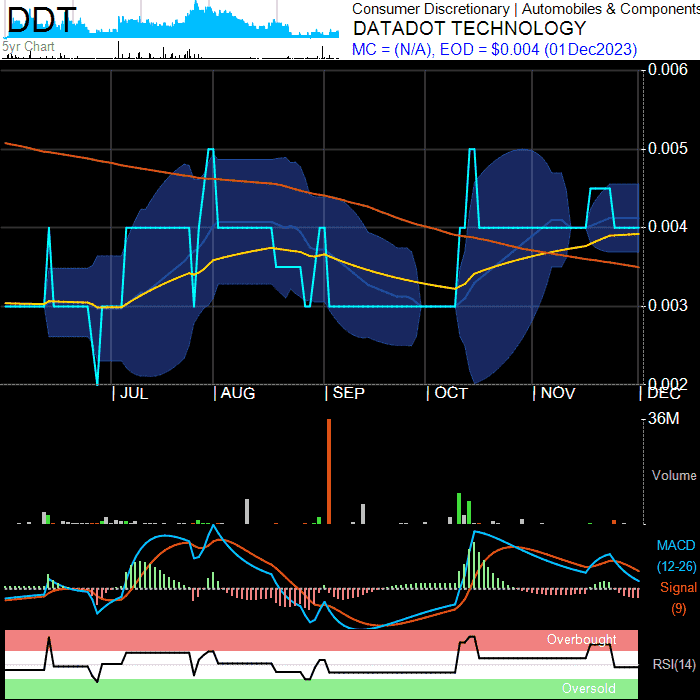 DDT
5yr Chart
Consumer Discretionary | Automobiles & Components
DATADOT TECHNOLOGY
MC = (N/A), EOD = $0.004 (01Dec2023)
0.006
0.005
0.004
0.003
0.002
| JUL | AUG | SEP | OCT | NOV | DEC
36M
Volume
MACD
(12-26)
Signal
(9)
Overbought
RSI(14)
Oversold